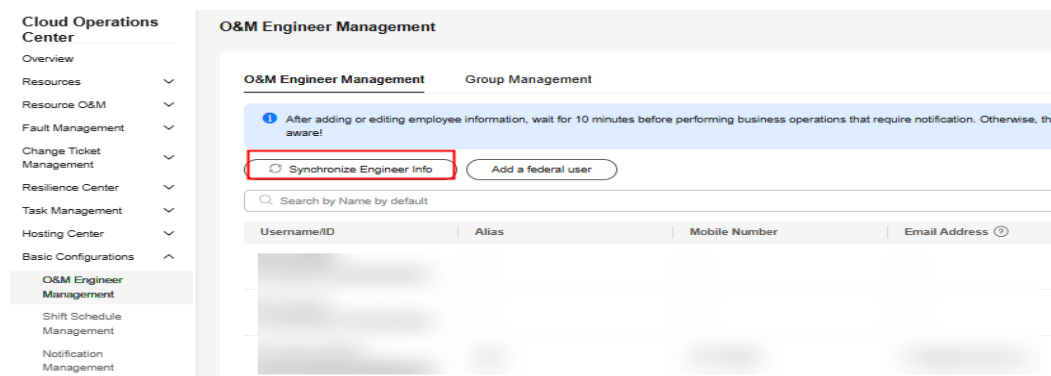 Cloud Operations
Center
Overview
Resources
Resource O&M
Fault Management
Change Ticket
Management
Resilience Center
Task Management
Hosting Center
Basic Configurations
O&M Engineer
Management
Shift Schedule
Management
Notification
Management
O&M Engineer Management
O&M Engineer Management
Group Management
After adding or editing employee information, wait for 10 minutes before performing business operations that require notification. Otherwise, th
aware!
Synchronize Engineer Info
Add a federal user
Search by Name by default
Username/ID
Alias
Mobile Number
Email Address